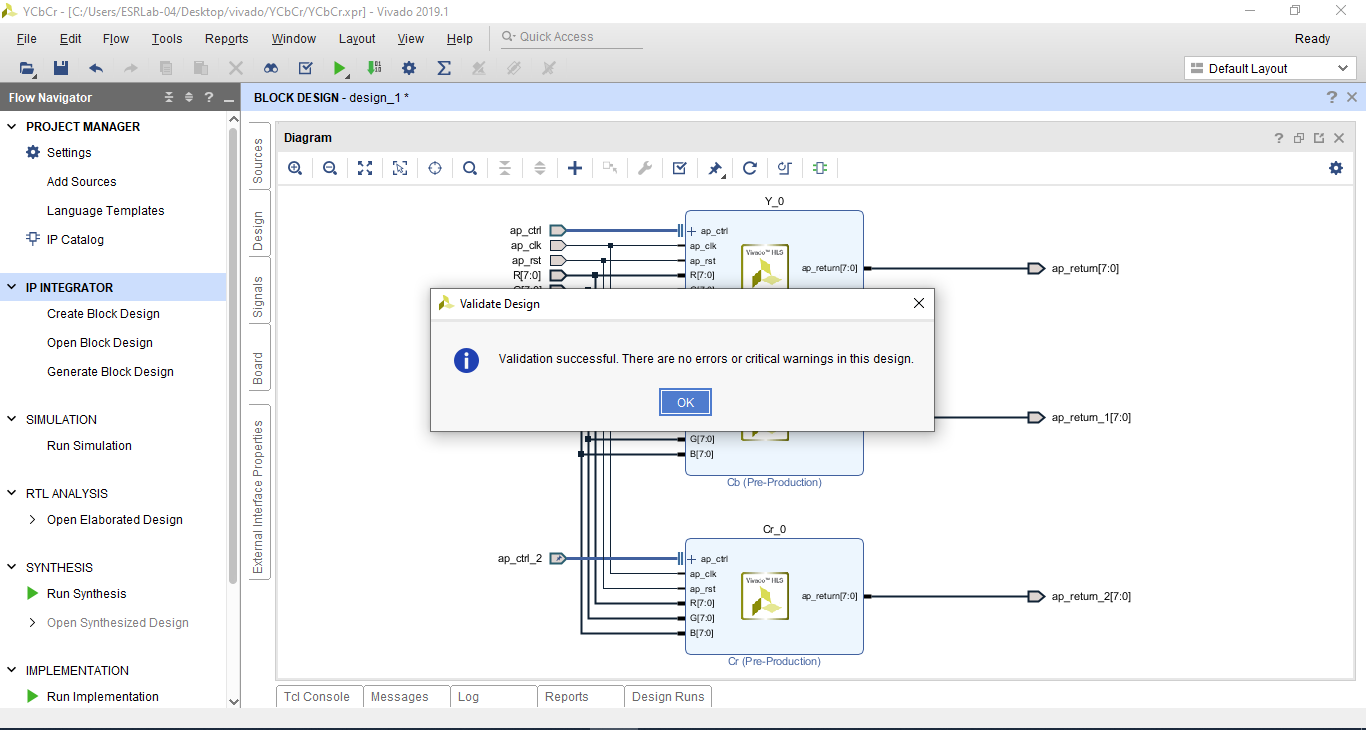 YCbCr - [C:/Users/ESRLab-04/Desktop/vivado/YCbCr/YCbCr.xpr] - Vivado 2019.1
File Edit Flow Tools Reports Window Layout View Help Quick Access Ready
Default Layout
Flow Navigator
BLOCK DESIGN - design_1 *
PROJECT MANAGER
Settings
Add Sources
Language Templates
IP Catalog
IP INTEGRATOR
Create Block Design
Open Block Design
Generate Block Design
SIMULATION
Run Simulation
RTL ANALYSIS
Open Elaborated Design
SYNTHESIS
Run Synthesis
Open Synthesized Design
IMPLEMENTATION
Run Implementation
Sources
Design
Signals
Board
External Interface Properties
Diagram
Y_0
ap_ctrl
ap_clk
ap_rst
R[7:0]
ap_ctrl
ap_clk
ap_rst
R[7:0]
Vivado™ HLS
ap_return[7:0]
ap_return[7:0]
Validate Design
Validation successful. There are no errors or critical warnings in this design.
OK
ap_return_1[7:0]
G[7:0]
B[7:0]
Cb (Pre-Production)
Cr_0
ap_ctrl_2
ap_ctrl
ap_clk
ap_rst
R[7:0]
G[7:0]
B[7:0]
Vivado™ HLS
ap_return[7:0]
ap_return_2[7:0]
Cr (Pre-Production)
Tcl Console Messages Log Reports Design Runs